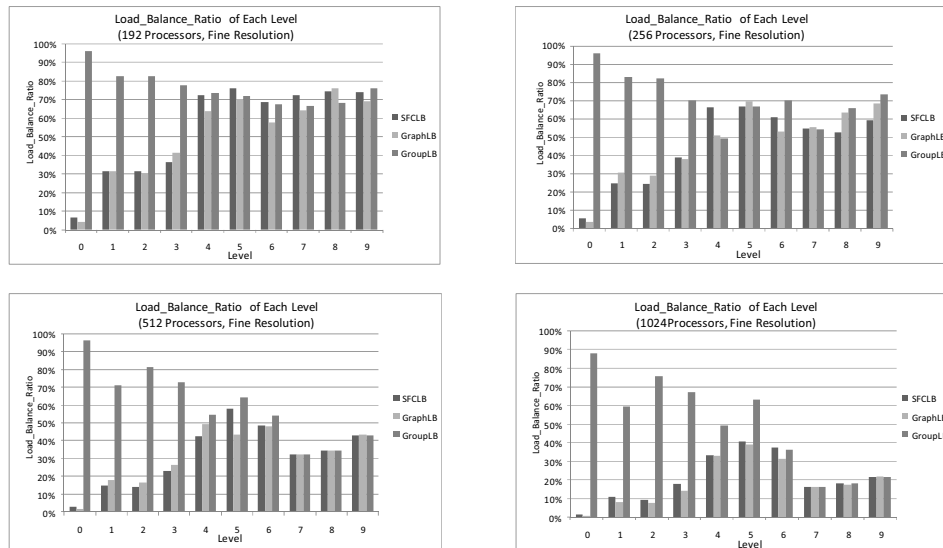 Load_Balance_Ratio of Each Level
(192 Processors, Fine Resolution)
100%
90%
80%
70%
60%
50%
40%
30%
20%
10%
0%
Load_Balance_Ratio
0 1 2 3 4 5 6 7 8 9
Level
SFCLB
GraphLB
GroupLB
Load_Balance_Ratio of Each Level
(256 Processors, Fine Resolution)
100%
90%
80%
70%
60%
50%
40%
30%
20%
10%
0%
Load_Balance_Ratio
0 1 2 3 4 5 6 7 8 9
Level
SFCLB
GraphLB
GroupLB
Load_Balance_Ratio of Each Level
(512 Processors, Fine Resolution)
100%
90%
80%
70%
60%
50%
40%
30%
20%
10%
0%
Load_Balance_Ratio
0 1 2 3 4 5 6 7 8 9
Level
SFCLB
GraphLB
GroupLB
Load_Balance_Ratio of Each Level
(1024Processors, Fine Resolution)
100%
90%
80%
70%
60%
50%
40%
30%
20%
10%
0%
Load_Balance_Ratio
0 1 2 3 4 5 6 7 8 9
Level
SFCLB
GraphLB
GroupLB